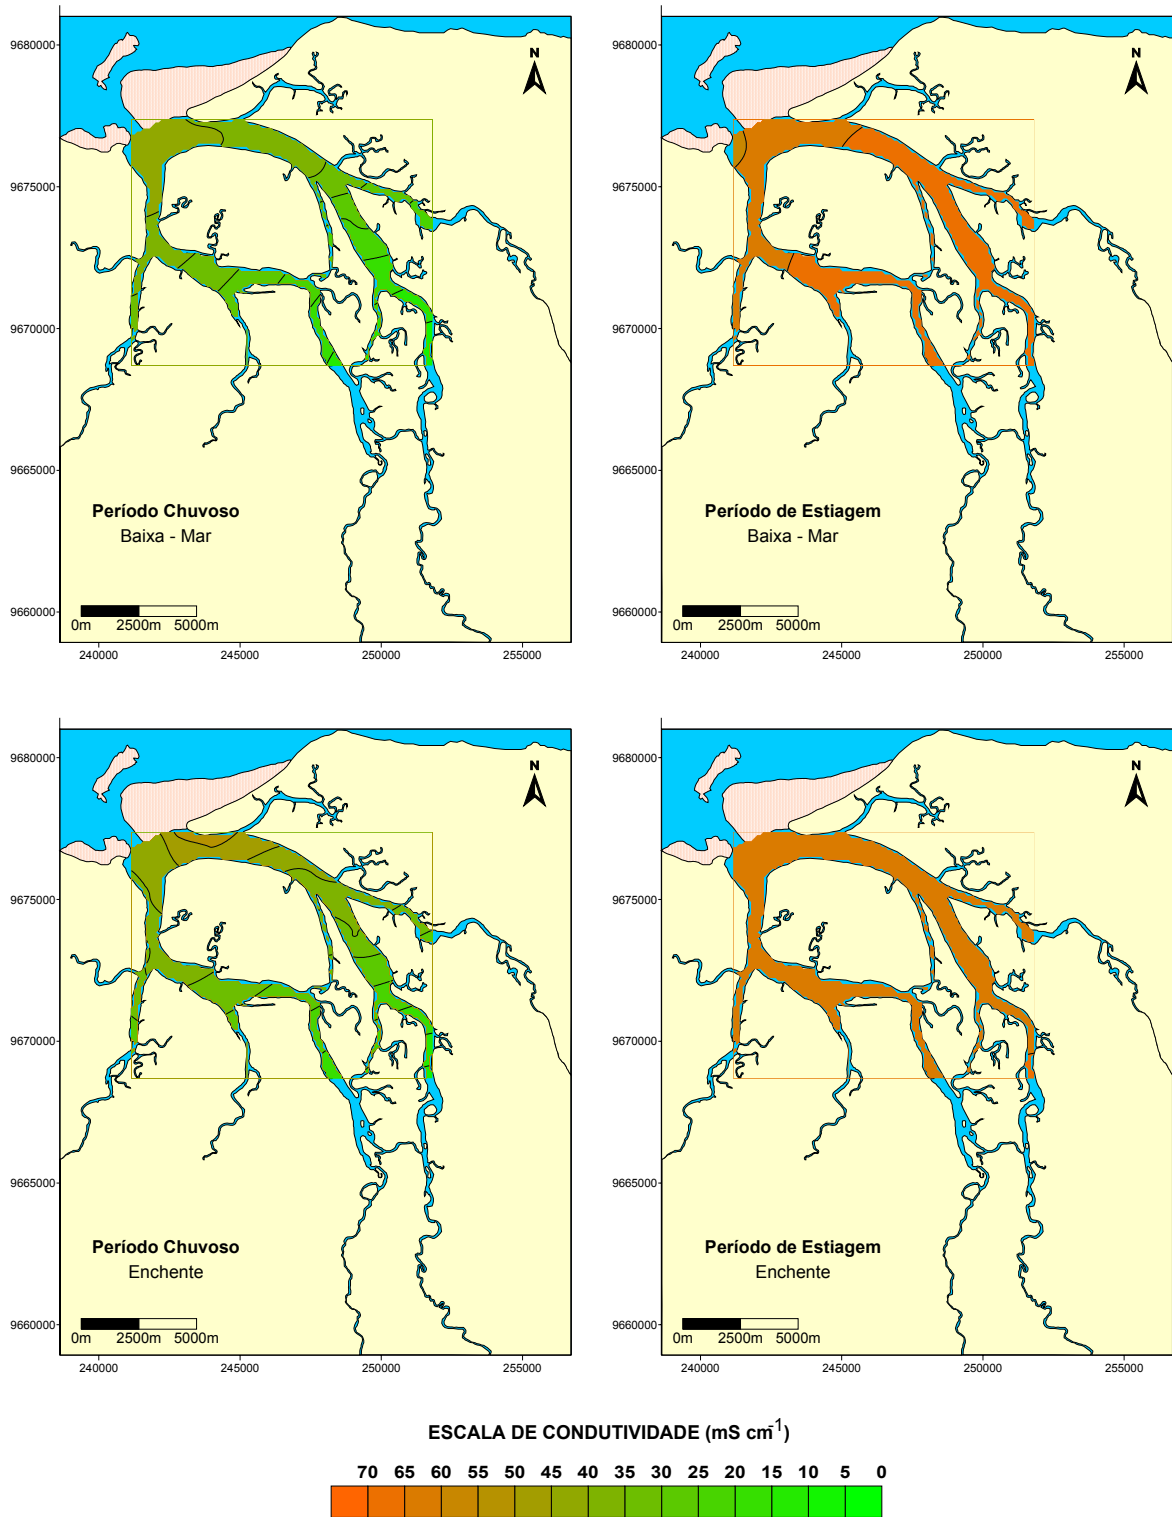 9680000
N
9675000
9670000
9665000
Período Chuvoso
Baixa - Mar
9660000
0m 2500m 5000m
240000 245000 250000 255000
9680000
N
9675000
9670000
9665000
Período de Estiagem
Baixa - Mar
9660000
0m 2500m 5000m
240000 245000 250000 255000
9680000
N
9675000
9670000
9665000
Período Chuvoso
Enchente
9660000
0m 2500m 5000m
240000 245000 250000 255000
9680000
N
9675000
9670000
9665000
Período de Estiagem
Enchente
9660000
0m 2500m 5000m
240000 245000 250000 255000
ESCALA DE CONDUTIVIDADE (mS cm-1)
70 65 60 55 50 45 40 35 30 25 20 15 10 5 0